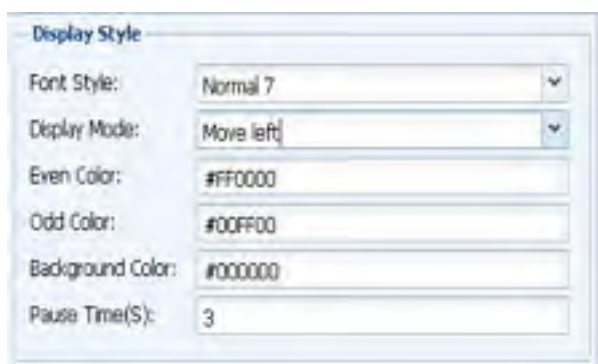 Display Style
Font Style: Normal 7
Display Mode: Move left
Even Color: #FF0000
Odd Color: #00FF00
Background Color: #000000
Pause Time(S): 3